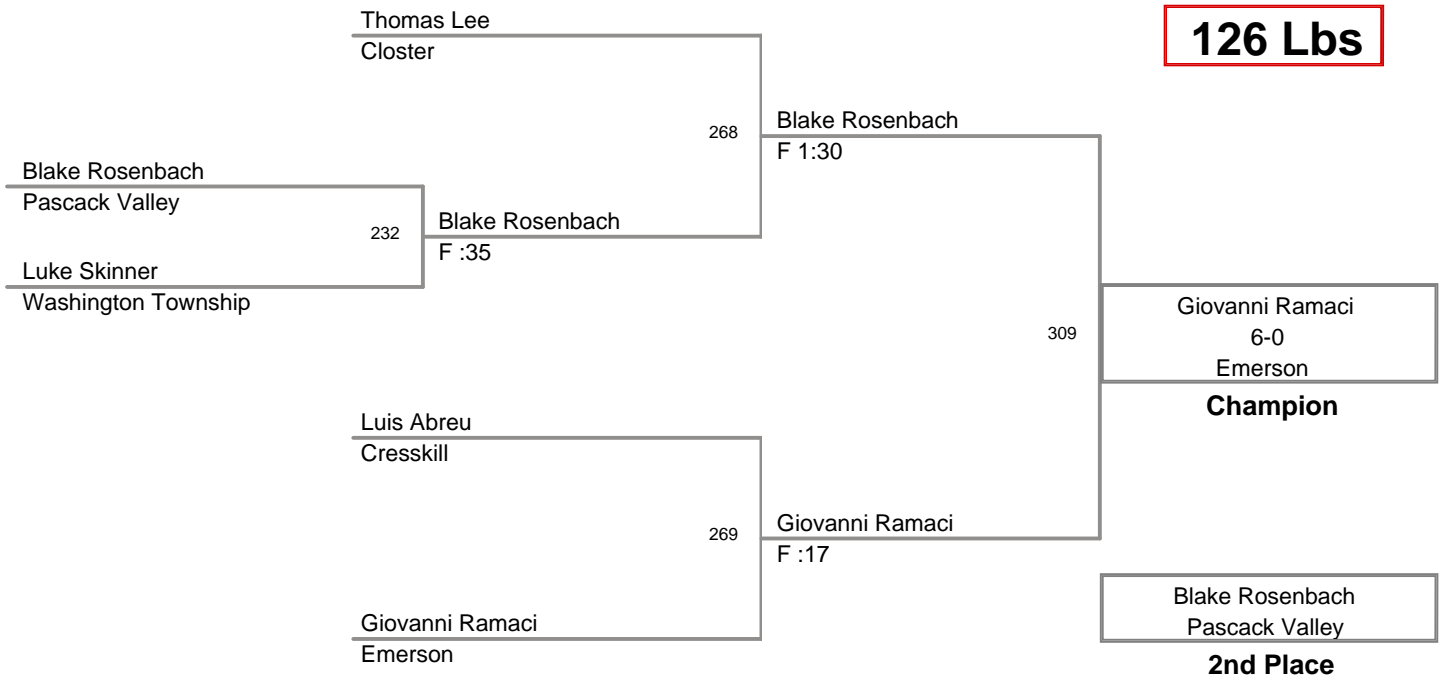 Thomas Lee
Closter
126 Lbs
268
Blake Rosenbach
F 1:30
Blake Rosenbach
Pascack Valley
232
Blake Rosenbach
F :35
Luke Skinner
Washington Township
309
Giovanni Ramaci
6-0
Emerson
Champion
Luis Abreu
Cresskill
269
Giovanni Ramaci
F :17
Giovanni Ramaci
Emerson
Blake Rosenbach
Pascack Valley
2nd Place